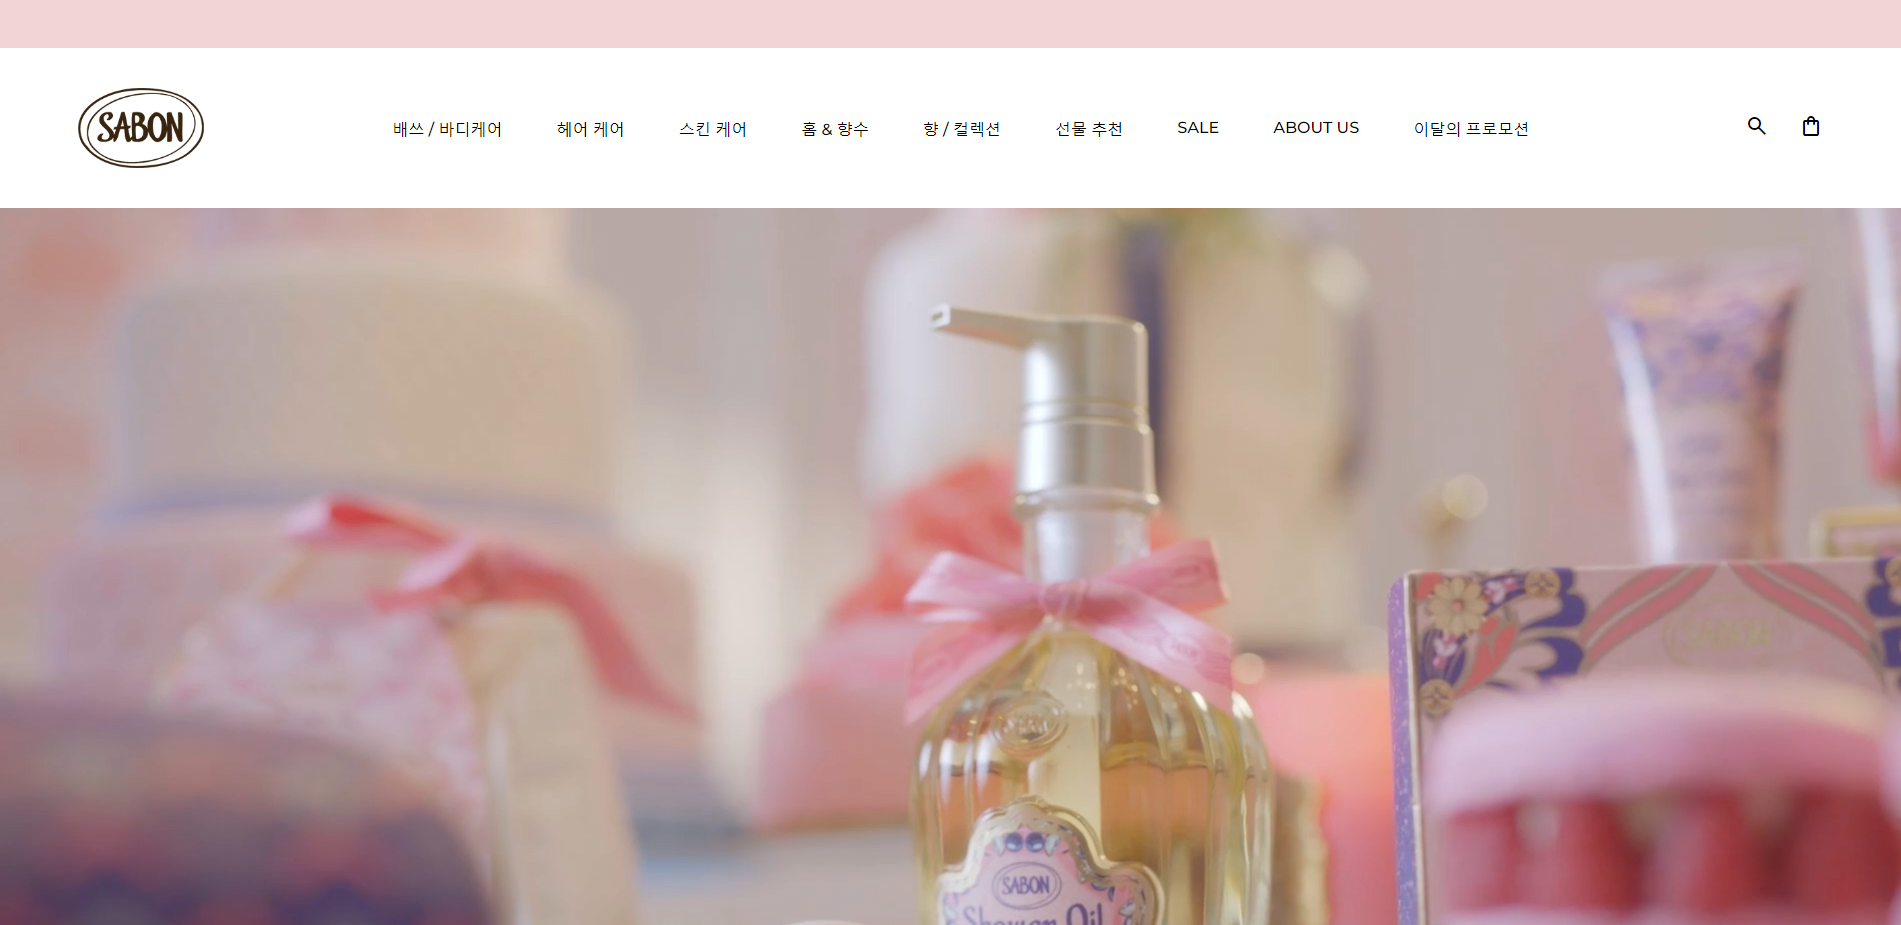 SABON
배쓰 / 바디케어
헤어 케어
스킨 케어
홈 & 향수
향 / 컬렉션
선물 추천
SALE
ABOUT US
이달의 프로모션
SABON
Shower Oil